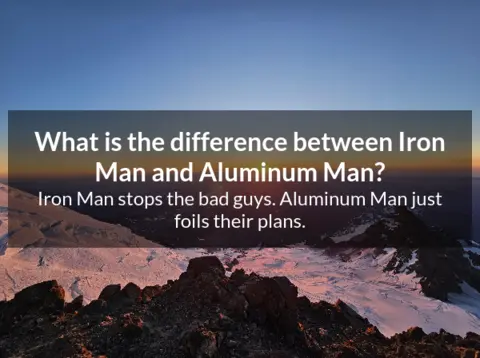 What is the difference between Iron
Man and Aluminum Man?
Iron Man stops the bad guys. Aluminum Man just
foils their plans.